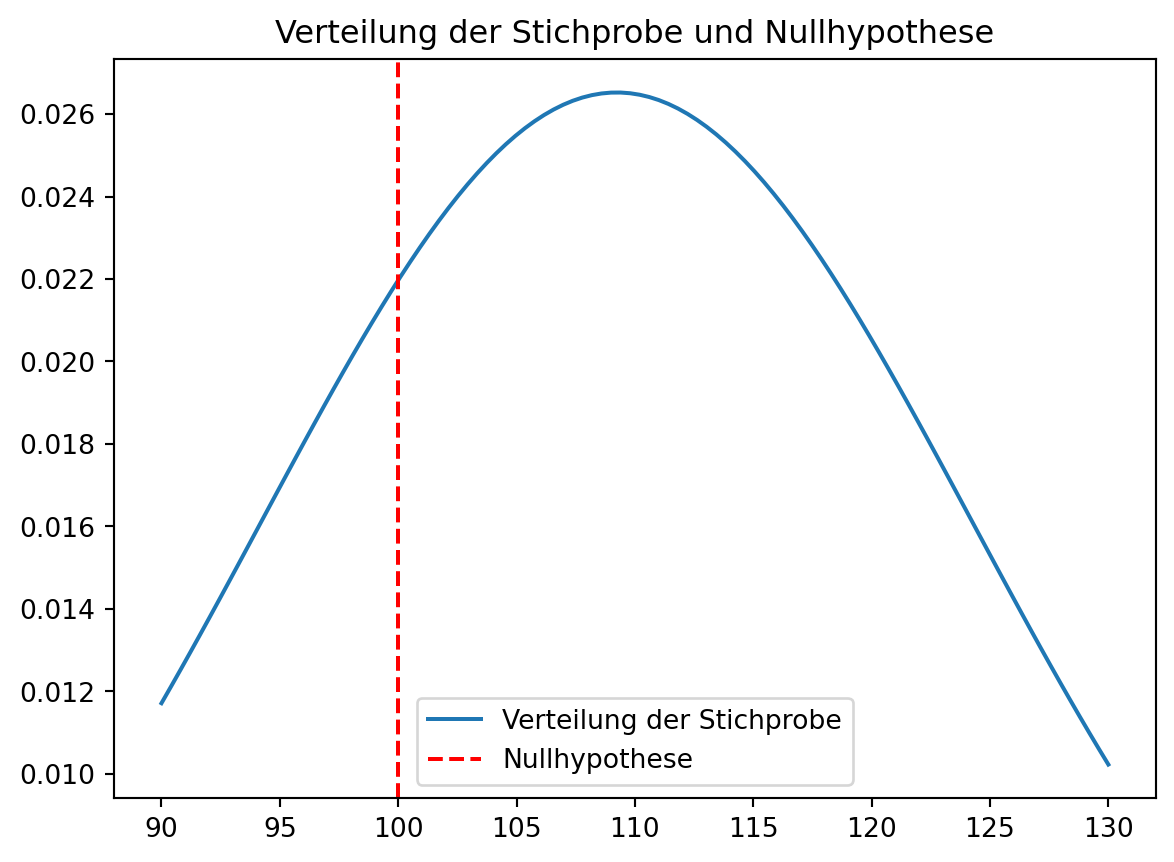 Verteilung der Stichprobe und Nullhypothese
0.026
0.024
0.022
0.020
0.018
0.016
0.014
0.012
0.010
Verteilung der Stichprobe
Nullhypothese
90 95 100 105 110 115 120 125 130